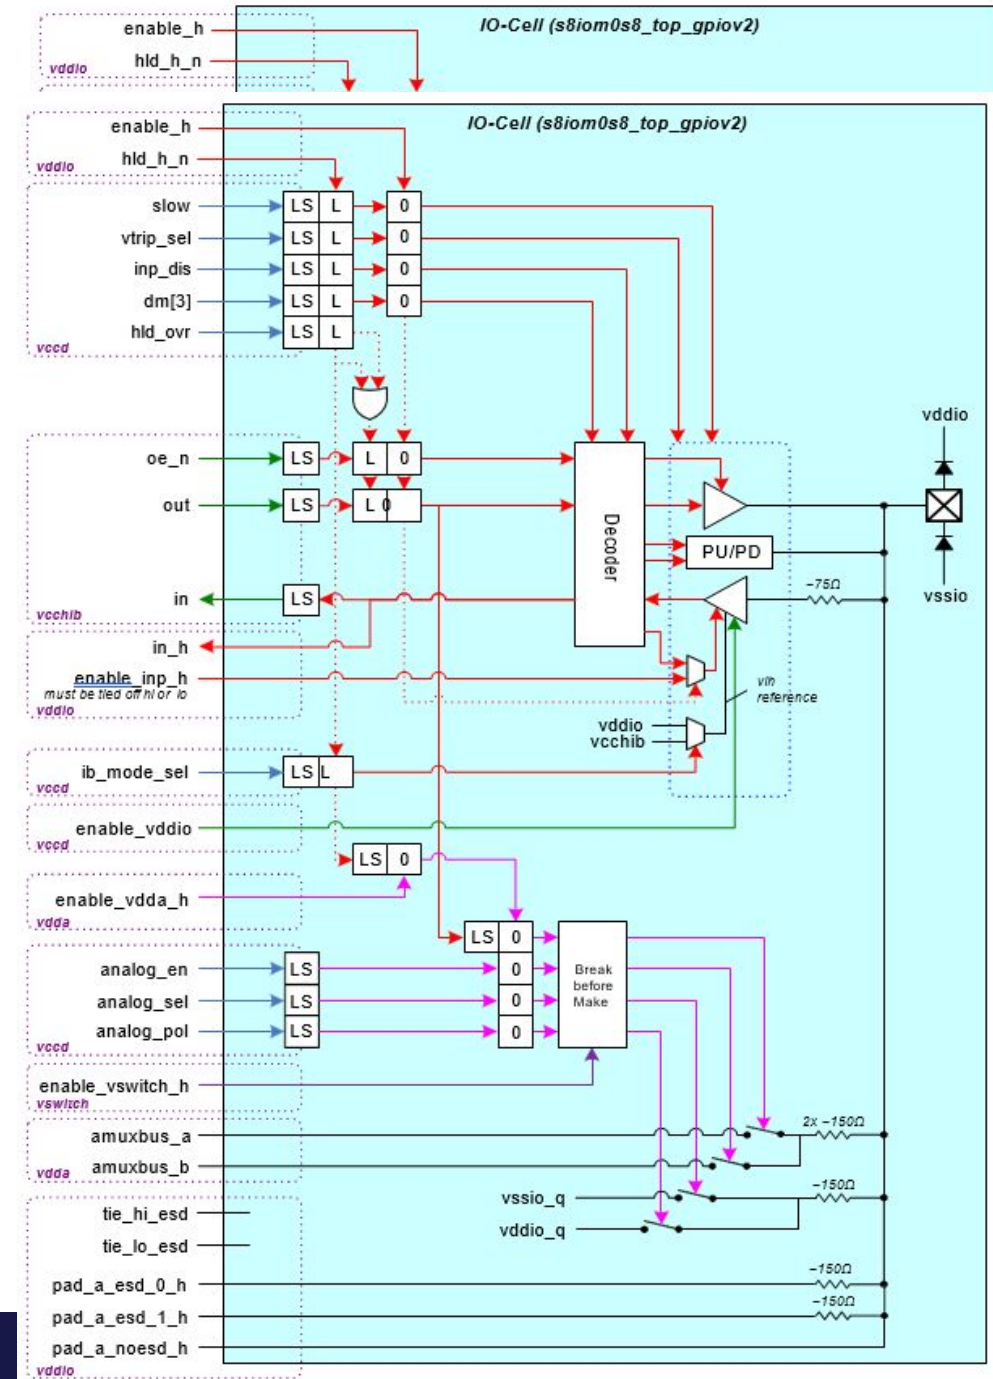 enable_h
IO-Cell (s8iom0s8_top_gpiov2)
hld_h_n
vddio
enable_h
IO-Cell (s8iom0s8_top_gpiov2)
hld_h_n
vddio
slow LS L 0
vtrip_sel LS L 0
inp_dis LS L 0
dm[3] LS L 0
hld_ovr LS L
vccd
vddio
oe_n LS L 0
out LS L 0
Decoder
PU/PD
~75Ω
vssio
in LS
vcchib
in_h
enable_inp_h
must be tied off hi or lo
vddio
vih
reference
vddio
vcchib
ib_mode_sel LS L
vccd
enable_vddio
vccd
LS 0
enable_vdda_h
vdda
LS 0
analog_en LS 0
analog_sel LS 0
analog_pol LS 0
Break
before
Make
vccd
enable_vswitch_h
vswitch
amuxbus_a 2x ~150Ω
amuxbus_b
vdda
vssio_q ~150Ω
tie_hi_esd
vddio_q
tie_lo_esd
pad_a_esd_0_h ~150Ω
pad_a_esd_1_h ~150Ω
pad_a_noesd_h
vddio